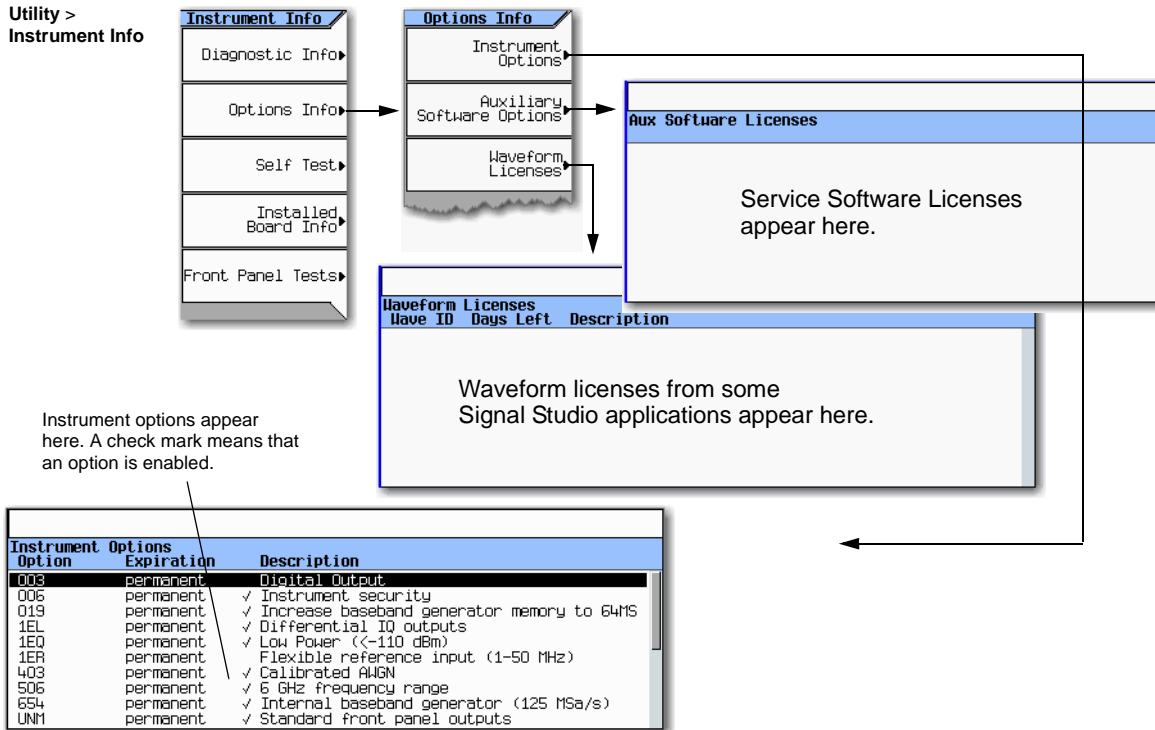 Utility >
Instrument Info
Instrument Info
Diagnostic Info
Options Info
Self Test
Installed
Board Info
Front Panel Tests
Options Info
Instrument
Options
Auxiliary
Software Options
Waveform
Licenses
Aux Software Licenses
Service Software Licenses
appear here.
Waveform Licenses
Wave ID Days Left Description
Waveform licenses from some
Signal Studio applications appear here.
Instrument options appear
here. A check mark means that
an option is enabled.
Instrument Options
Option Expiration Description
003 permanent Digital Output
006 permanent ✓ Instrument security
019 permanent ✓ Increase baseband generator memory to 64MS
1EL permanent ✓ Differential IQ outputs
1EQ permanent ✓ Low Power (<-110 dBm)
1ER permanent Flexible reference input (1-50 MHz)
403 permanent ✓ Calibrated AWGN
506 permanent ✓ 6 GHz frequency range
654 permanent ✓ Internal baseband generator (125 MSa/s)
UNM permanent ✓ Standard front panel outputs